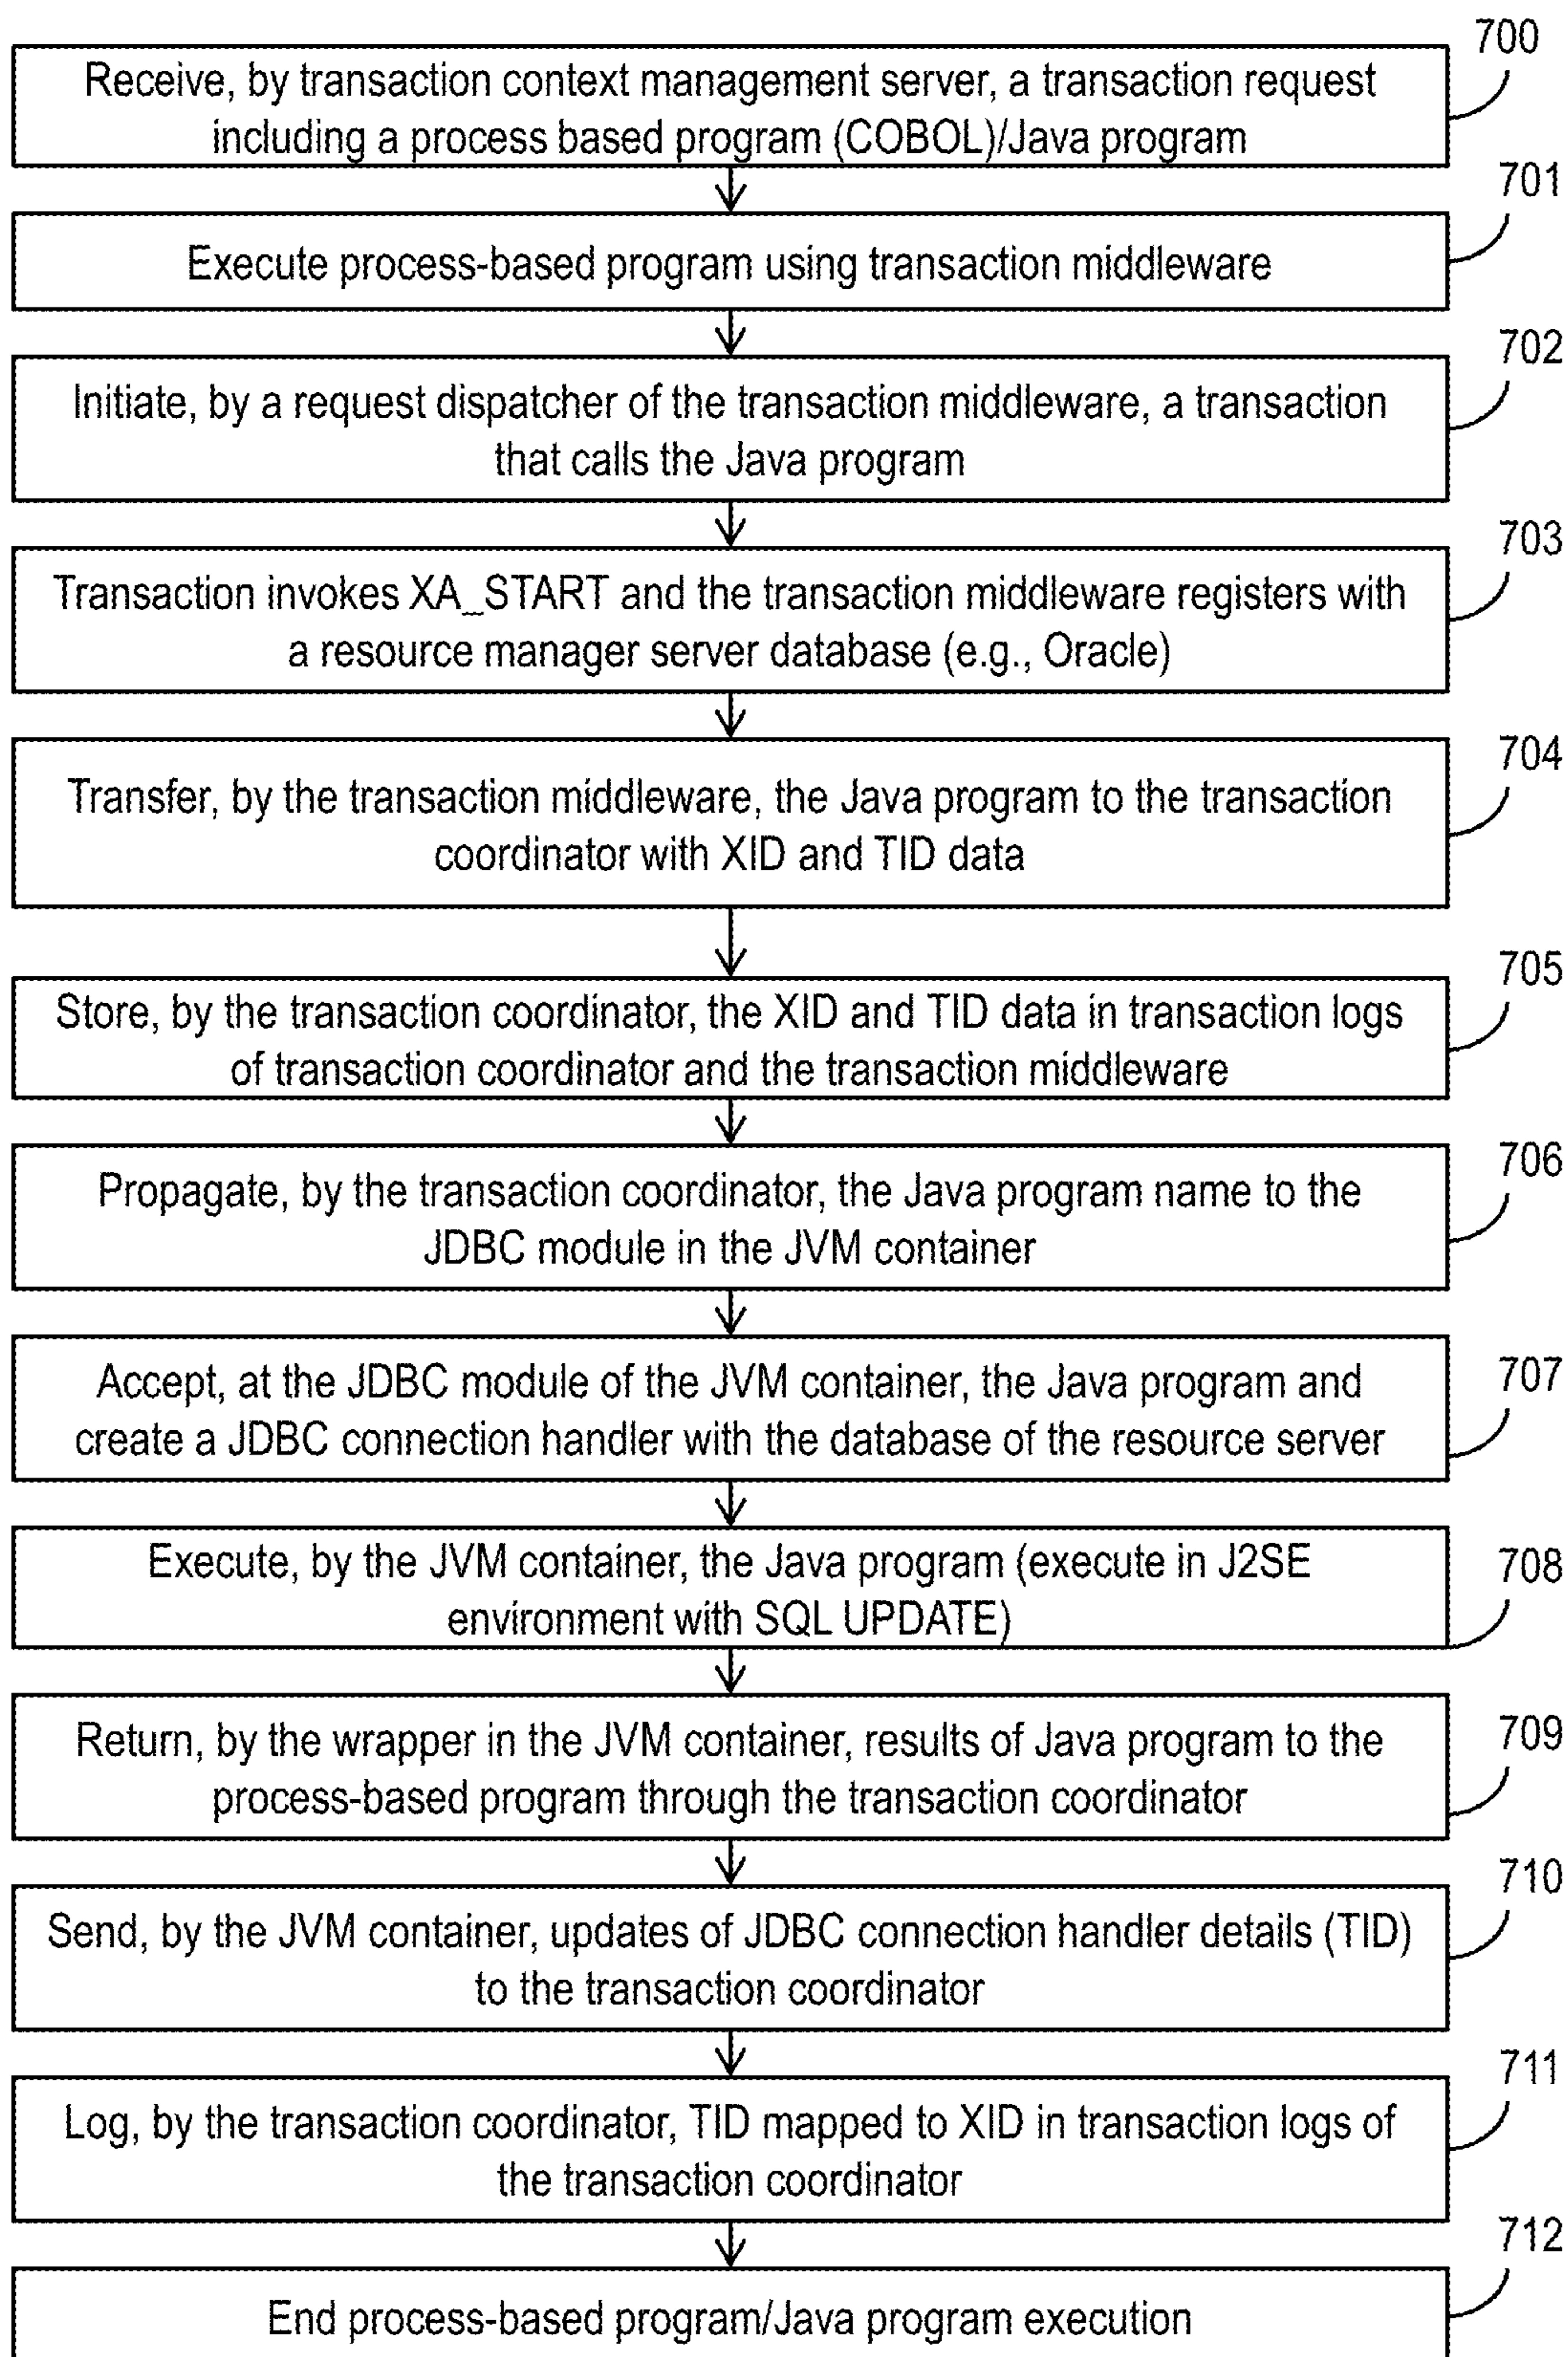 700
Receive, by transaction context management server, a transaction request
including a process based program (COBOL)/Java program
701
Execute process-based program using transaction middleware
702
Initiate, by a request dispatcher of the transaction middleware, a transaction
that calls the Java program
703
Transaction invokes XA_START and the transaction middleware registers with
a resource manager server database (e.g., Oracle)
704
Transfer, by the transaction middleware, the Java program to the transaction
coordinator with XID and TID data
705
Store, by the transaction coordinator, the XID and TID data in transaction logs
of transaction coordinator and the transaction middleware
706
Propagate, by the transaction coordinator, the Java program name to the
JDBC module in the JVM container
707
Accept, at the JDBC module of the JVM container, the Java program and
create a JDBC connection handler with the database of the resource server
708
Execute, by the JVM container, the Java program (execute in J2SE
environment with SQL UPDATE)
709
Return, by the wrapper in the JVM container, results of Java program to the
process-based program through the transaction coordinator
710
Send, by the JVM container, updates of JDBC connection handler details (TID)
to the transaction coordinator
711
Log, by the transaction coordinator, TID mapped to XID in transaction logs of
the transaction coordinator
712
End process-based program/Java program execution